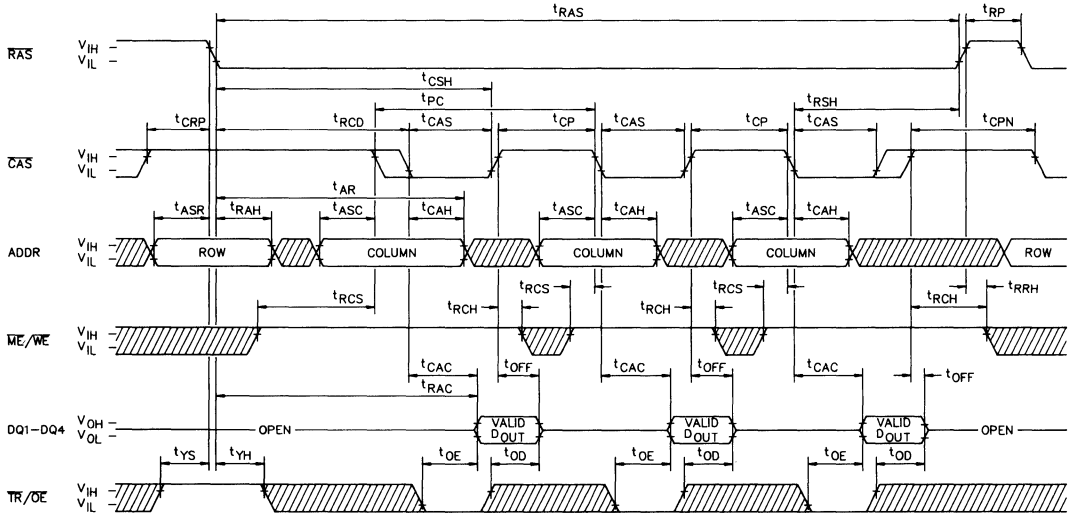 tRAS
tRP
RAS
VIH
VIL
tCSH
tPC
tRSH
tCRP
tRCD
tCAS
tCP
tCAS
tCP
tCAS
tCPN
CAS
VIH
VIL
tAR
tASR
tRAH
tASC
tCAH
tASC
tCAH
tASC
tCAH
ADDR
VIH
VIL
ROW
COLUMN
COLUMN
COLUMN
ROW
tRCS
tRCH
tRCS
tRCH
tRCS
tRCH
tRRH
ME/WE
VIH
VIL
tCAC
tOFF
tCAC
tOFF
tCAC
tOFF
tRAC
DQ1-DQ4
VOH
VOL
OPEN
VALID DOUT
VALID DOUT
VALID DOUT
OPEN
tYS
tYH
tOE
tOD
tOE
tOD
tOE
tOD
TR/OE
VIH
VIL